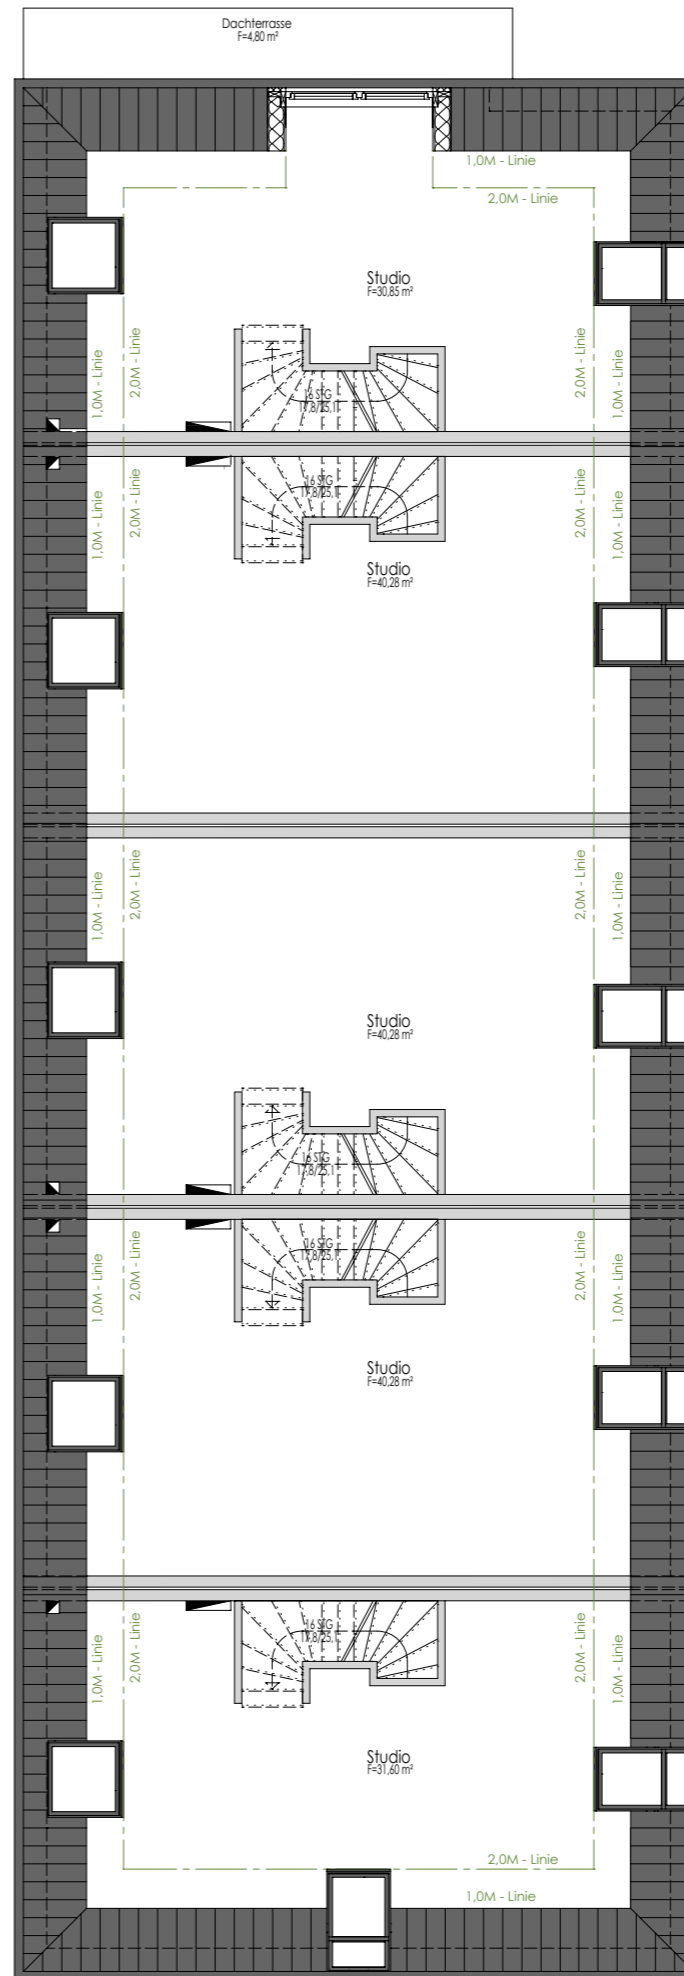 Dachterrasse
F=4,80 m²
1,0M - Linie
2,0M - Linie
Studio
F=30,85 m²
1,0M - Linie
2,0M - Linie
2,0M - Linie
1,0M - Linie
16 STG
17,8/25,1
1,0M - Linie
2,0M - Linie
16 STG
17,8/25,1
2,0M - Linie
1,0M - Linie
Studio
F=40,28 m²
1,0M - Linie
2,0M - Linie
2,0M - Linie
1,0M - Linie
Studio
F=40,28 m²
16 STG
17,8/25,1
1,0M - Linie
2,0M - Linie
16 STG
17,8/25,1
2,0M - Linie
1,0M - Linie
Studio
F=40,28 m²
1,0M - Linie
2,0M - Linie
16 STG
17,8/25,1
2,0M - Linie
1,0M - Linie
Studio
F=31,60 m²
2,0M - Linie
1,0M - Linie